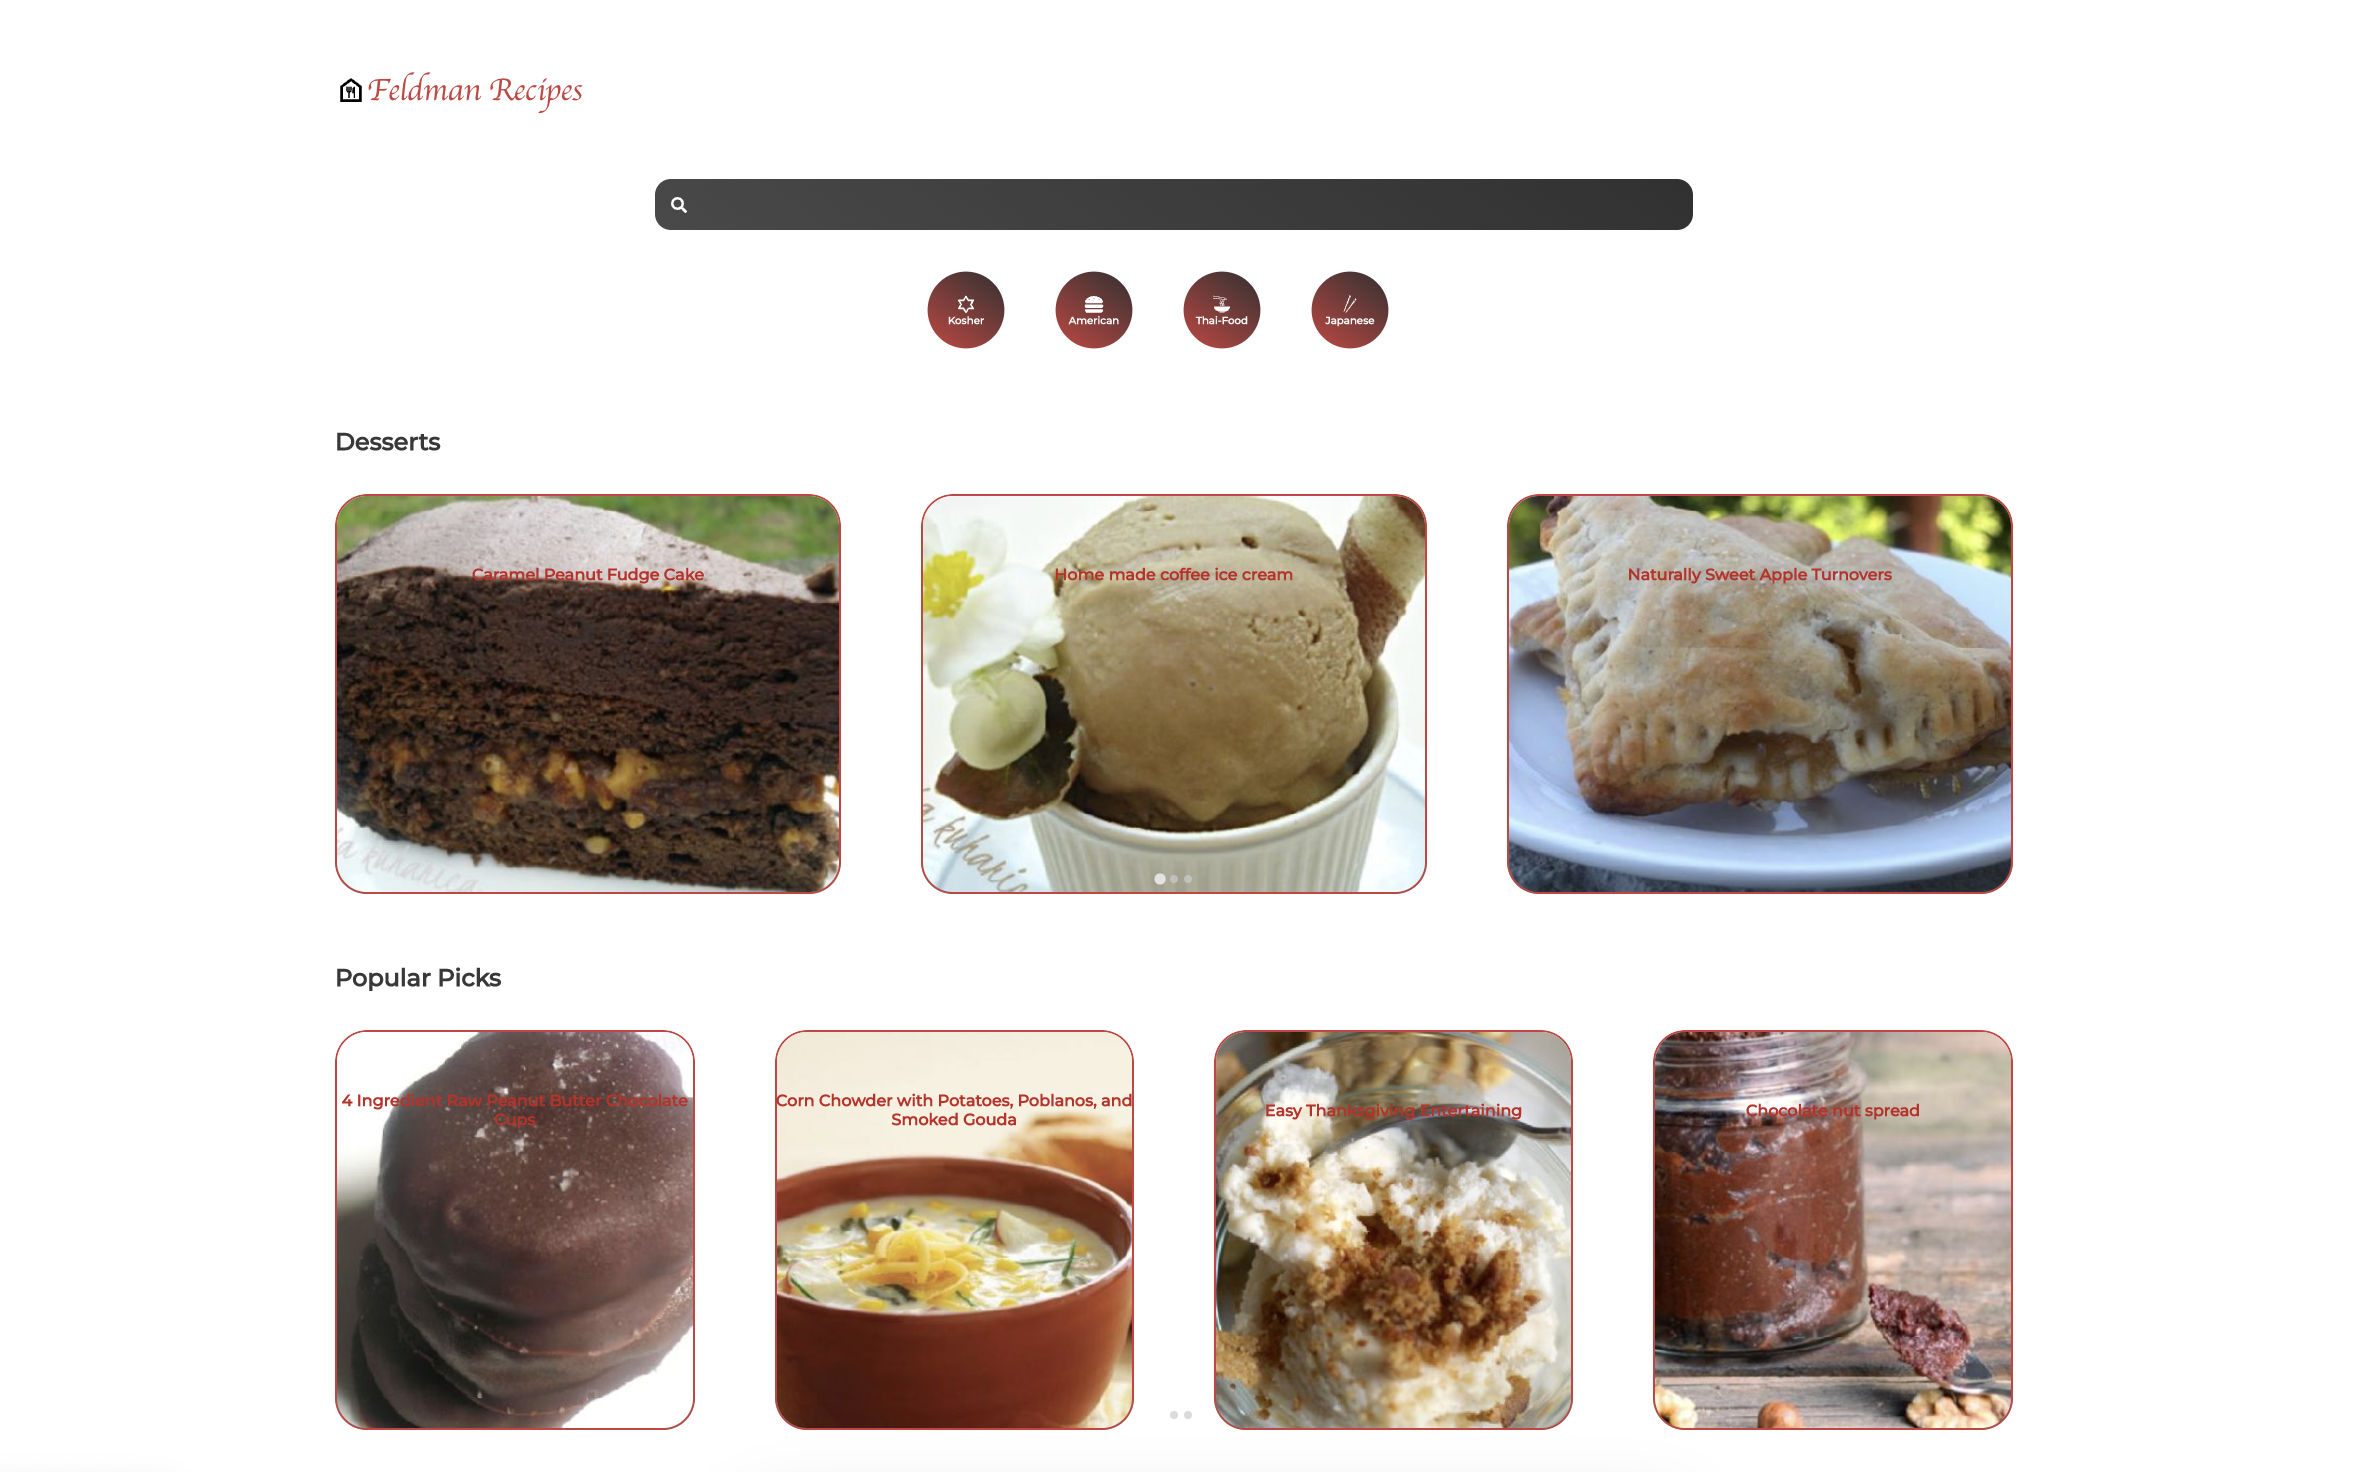 Feldman Recipes
Kosher
American
Thai-Food
Japanese
Desserts
Caramel Peanut Fudge Cake
Home made coffee ice cream
Naturally Sweet Apple Turnovers
a kuhanica
a kuhanic
Popular Picks
4 Ingredient Raw Peanut Butter Chocolate
Cups
Corn Chowder with Potatoes, Poblanos, and
Smoked Gouda
Easy Thanksgiving Entertaining
Chocolate nut spread